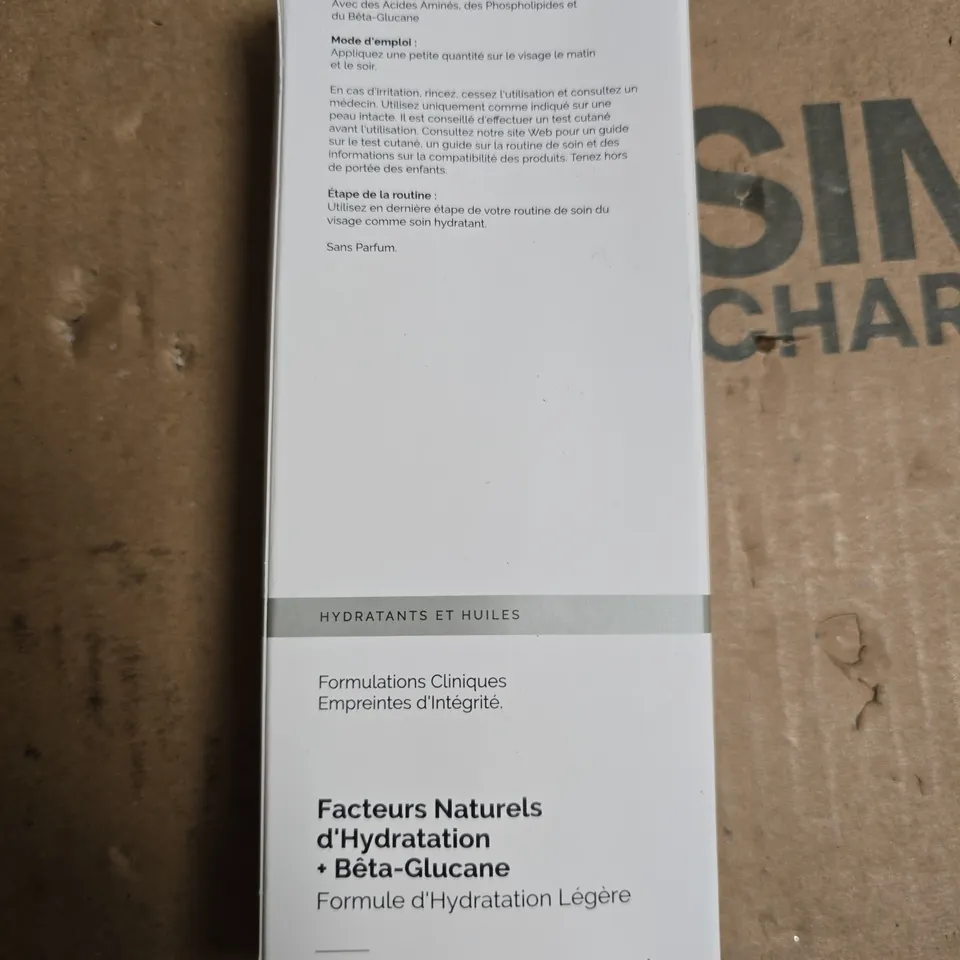 Avec des Acides Aminés, des Phospholipides et
du Bêta-Glucane
Mode d'emploi :
Appliquez une petite quantité sur le visage le matin
et le soir.
En cas d'irritation, rincez, cessez l'utilisation et consultez un
médecin. Utilisez uniquement comme indiqué sur une
peau intacte. Il est conseillé d'effectuer un test cutané
avant l'utilisation. Consultez notre site Web pour un guide
sur le test cutané, un guide sur la routine de soin et des
informations sur la compatibilité des produits. Tenez hors
de portée des enfants.
Étape de la routine :
Utilisez en dernière étape de votre routine de soin du
visage comme soin hydratant.
Sans Parfum.
HYDRATANTS ET HUILES
Formulations Cliniques
Empreintes d'Intégrité.
Facteurs Naturels
d'Hydratation
+ Bêta-Glucane
Formule d'Hydratation Légère
SIN
CHAR